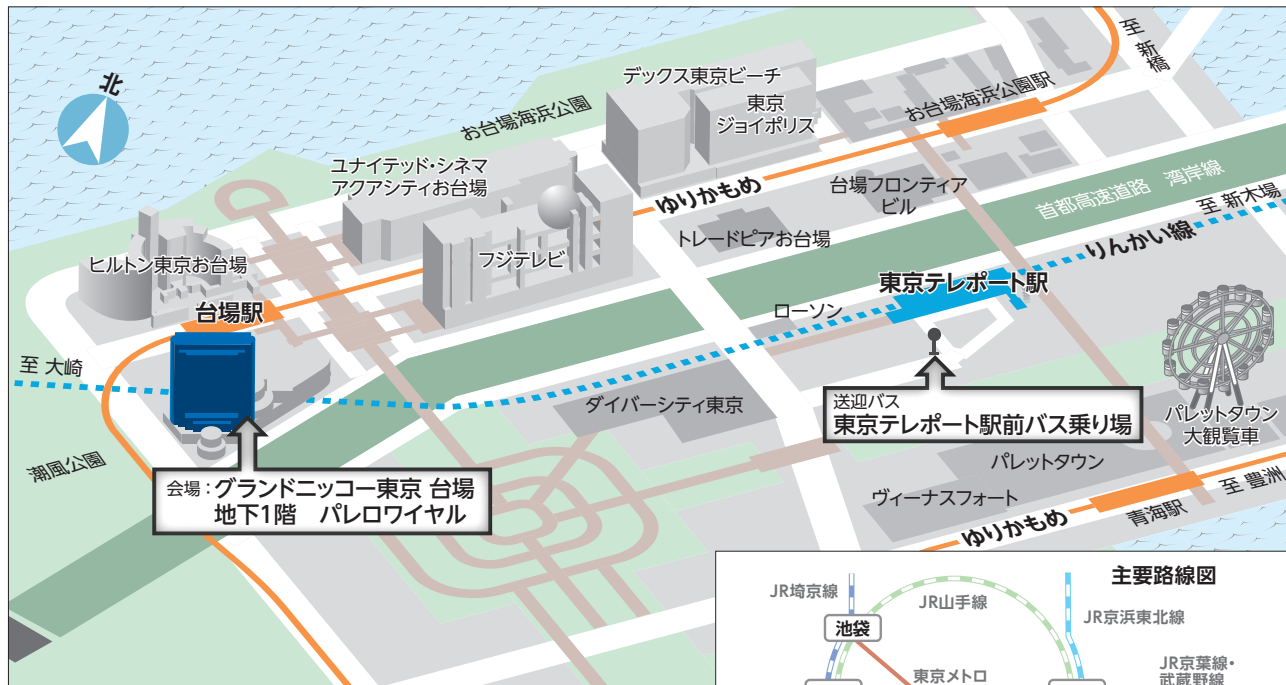 北
至 新橋
デックス東京ビーチ
東京
ジョイポリス
お台場海浜公園駅
お台場海浜公園
ユナイテッド・シネマ
アクアシティお台場
ゆりかもめ
台場フロンティア
ビル
首都高速道路 湾岸線
至 新木場
りんかい線
トレードピアお台場
ヒルトン東京お台場
フジテレビ
東京テレポート駅
台場駅
ローソン
至 大崎
ダイバーシティ東京
送迎バス
東京テレポート駅前バス乗り場
パレットタウン
大観覧車
潮風公園
会場：グランドニッコー東京 台場
地下1階 パレロワイヤル
パレットタウン
ヴィーナスフォート
至 豊洲
青海駅
ゆりかもめ
主要路線図
JR埼京線
JR山手線
JR京浜東北線
池袋
東京メトロ
JR京葉線・
武蔵野線